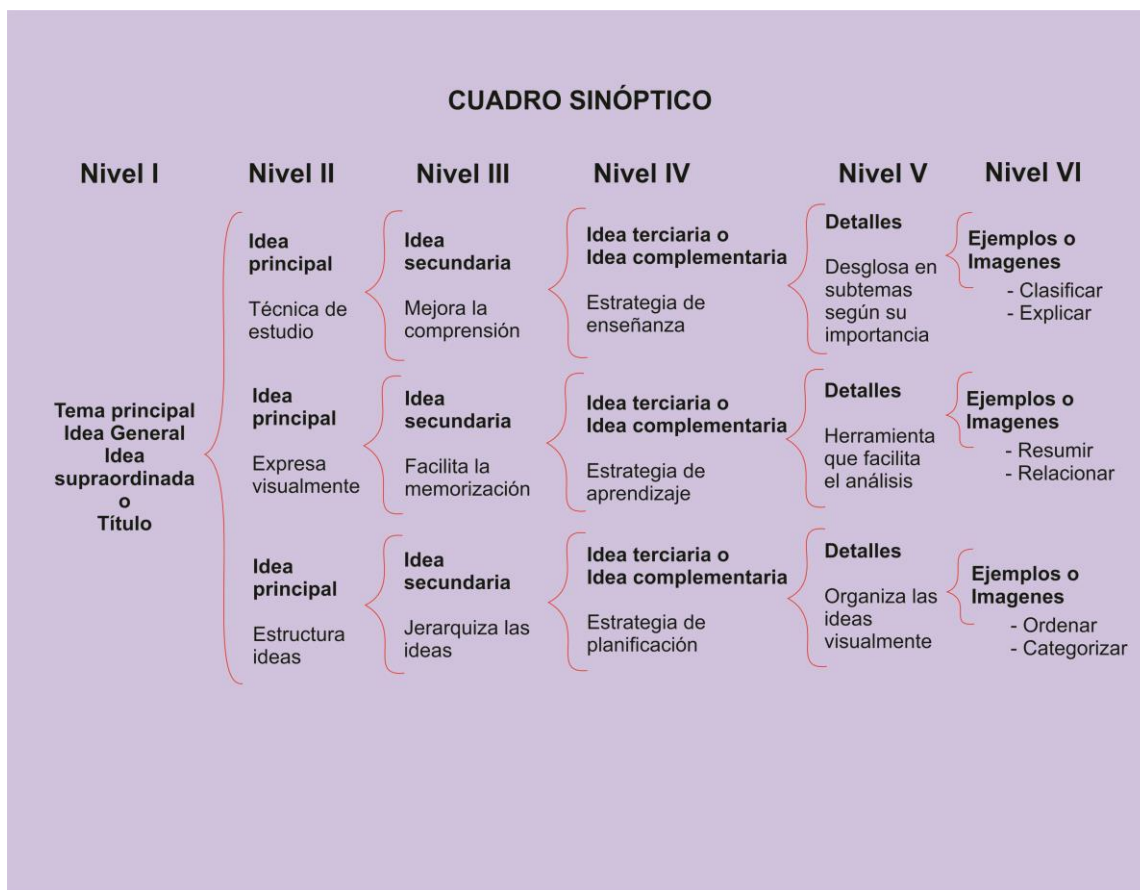 CUADRO SINÓPTICO
Nivel I
Nivel II
Nivel III
Nivel IV
Nivel V
Nivel VI
Tema principal
Idea General
Idea
supraordinada
o
Título
Idea
principal
Técnica de
estudio
Idea
secundaria
Mejora la
comprensión
Idea terciaria o
Idea complementaria
Estrategia de
enseñanza
Detalles
Desglosa en
subtemas
según su
importancia
Ejemplos o
Imagenes
- Clasificar
- Explicar
Idea
principal
Expresa
visualmente
Idea
secundaria
Facilita la
memorización
Idea terciaria o
Idea complementaria
Estrategia de
aprendizaje
Detalles
Herramienta
que facilita
el análisis
Ejemplos o
Imagenes
- Resumir
- Relacionar
Idea
principal
Estructura
ideas
Idea
secundaria
Jerarquiza las
ideas
Idea terciaria o
Idea complementaria
Estrategia de
planificación
Detalles
Organiza las
ideas
visualmente
Ejemplos o
Imagenes
- Ordenar
- Categorizar